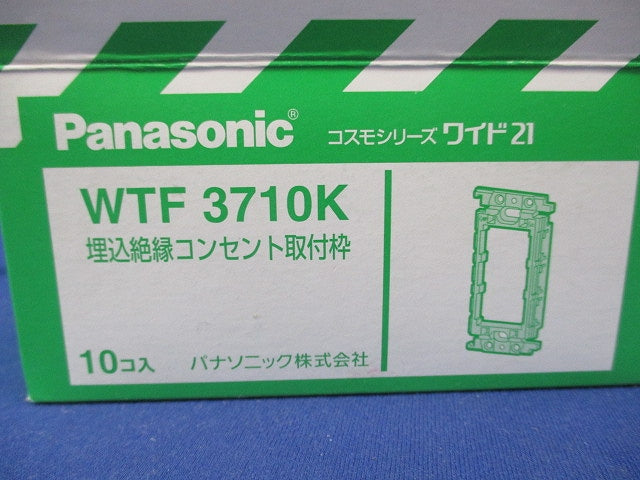 Panasonic® コスモシリーズ ワイド21
WTF 3710K
埋込絶縁コンセント取付枠
10コ入 パナソニック株式会社